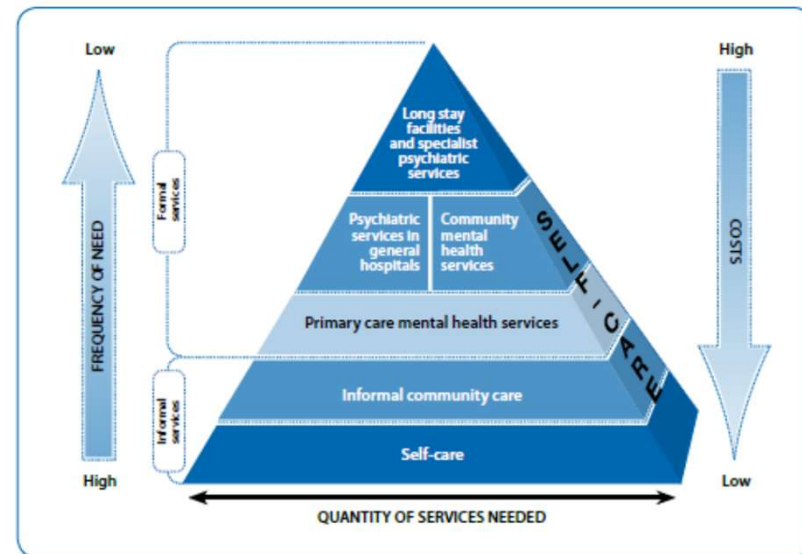 Low
High
Long stay
facilities
and specialist
psychiatric
services
Formal
services
Psychiatric
services in
general
hospitals
Community
mental
health
services
SELF-CARE
FREQUENCY OF NEED
COSTS
Primary care mental health services
Informal
services
Informal community care
Self-care
High
Low
QUANTITY OF SERVICES NEEDED